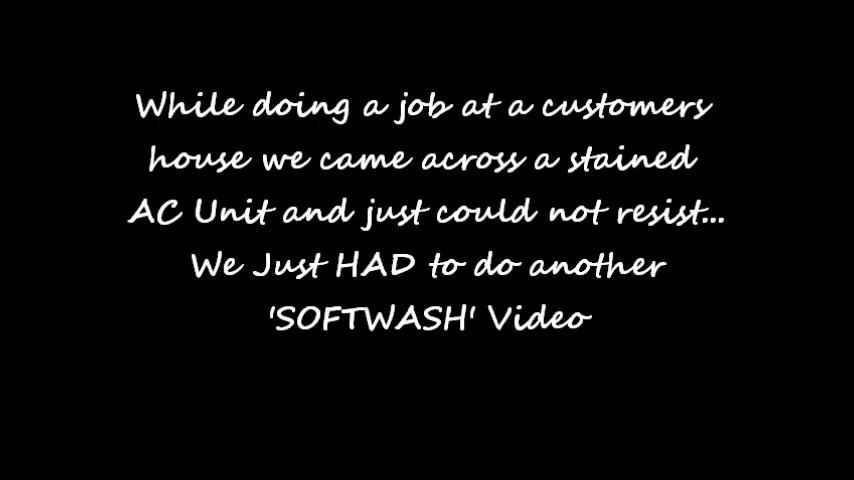 While doing a job at a customers
house we came across a stained
AC Unit and just could not resist...
We Just HAD to do another
'SOFTWASH' Video